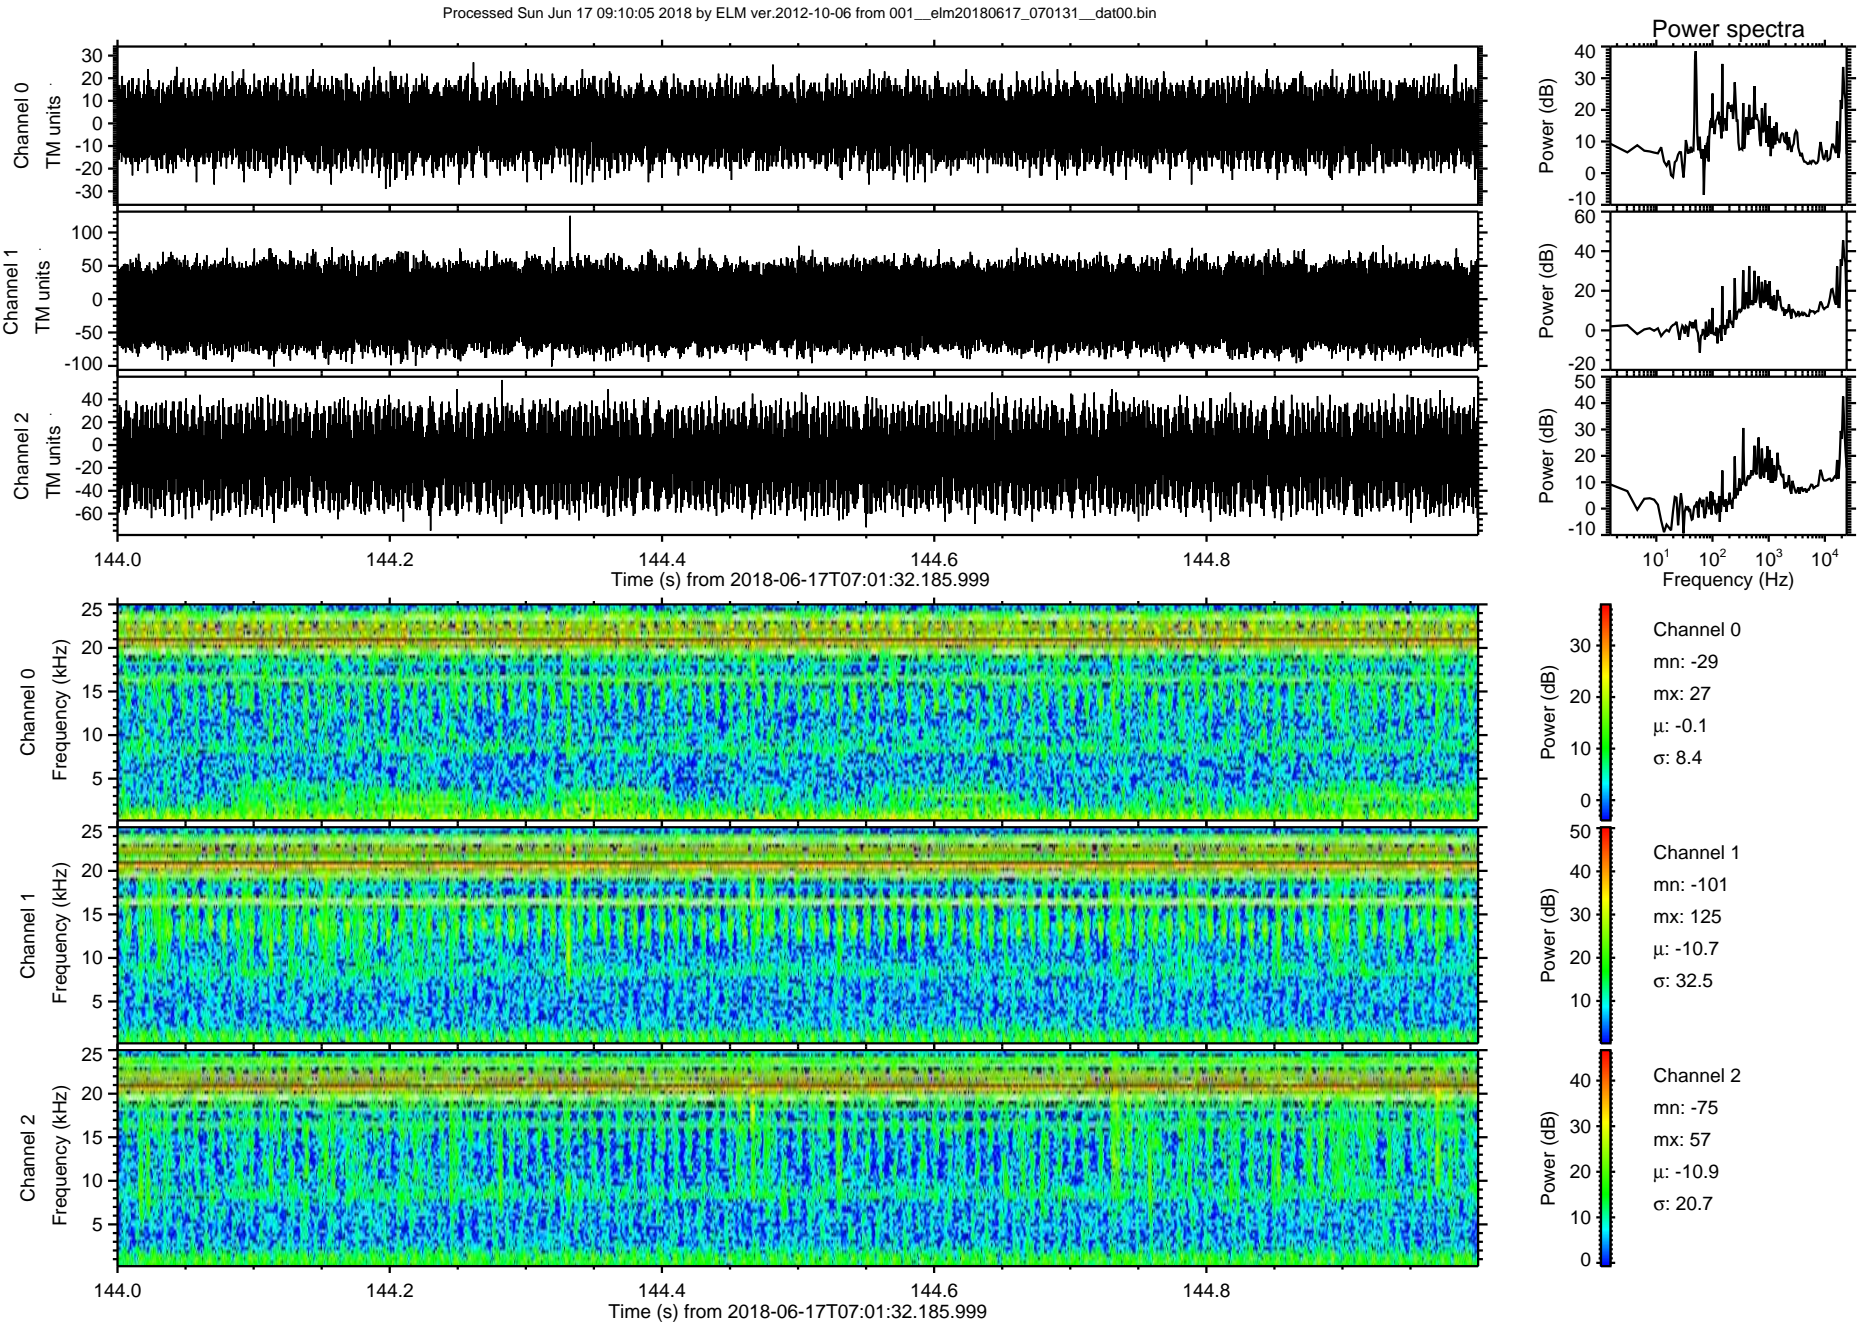 Processed Sun Jun 17 09:10:05 2018 by ELM ver.2012-10-06 from 001__elm20180617_070131__dat00.bin
Power spectra
Channel 0
TM units
30
20
10
0
-10
-20
-30
Power (dB)
40
30
20
10
0
-10
Channel 1
TM units
100
50
0
-50
-100
Power (dB)
60
40
20
0
-20
Channel 2
TM units
40
20
0
-20
-40
-60
Power (dB)
50
40
30
20
10
0
-10
144.0 144.2 144.4 144.6 144.8
Time (s) from 2018-06-17T07:01:32.185.999
10¹ 10² 10³ 10⁴
Frequency (Hz)
Channel 0
Frequency (kHz)
25
20
15
10
5
Power (dB)
30
20
10
0
Channel 0
mn: -29
mx: 27
μ: -0.1
σ: 8.4
Channel 1
Frequency (kHz)
25
20
15
10
5
Power (dB)
50
40
30
20
10
Channel 1
mn: -101
mx: 125
μ: -10.7
σ: 32.5
Channel 2
Frequency (kHz)
25
20
15
10
5
Power (dB)
40
30
20
10
0
Channel 2
mn: -75
mx: 57
μ: -10.9
σ: 20.7
144.0 144.2 144.4 144.6 144.8
Time (s) from 2018-06-17T07:01:32.185.999